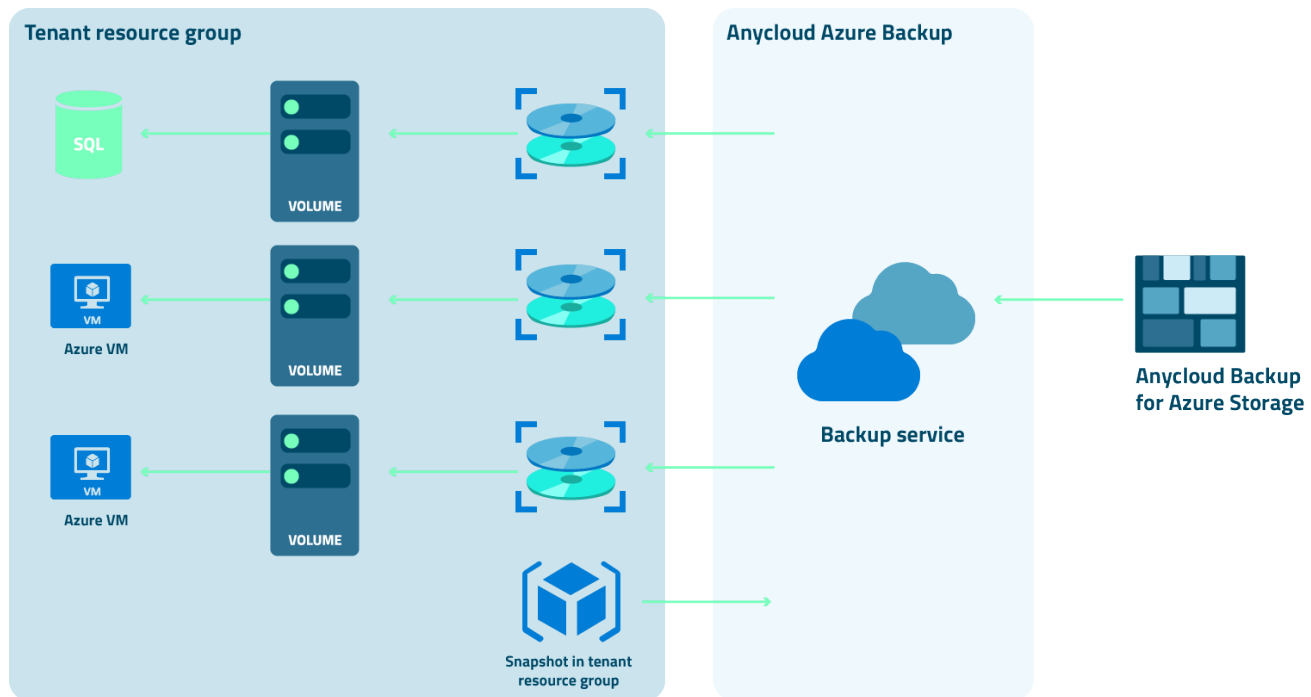 Tenant resource group
Anycloud Azure Backup
SQL
VOLUME
VM
Azure VM
VOLUME
Backup service
Anycloud Backup
for Azure Storage
VM
Azure VM
VOLUME
Snapshot in tenant
resource group